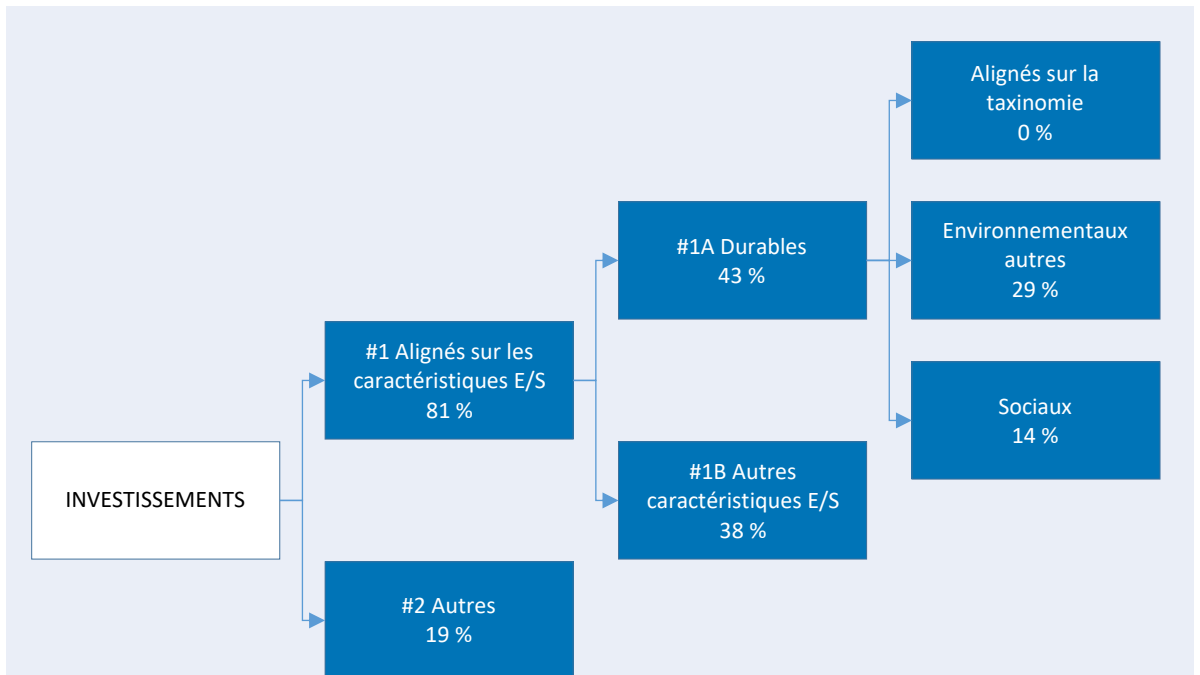 INVESTISSEMENTS
#1 Alignés sur les
caractéristiques E/S
81 %
#2 Autres
19 %
#1A Durables
43 %
#1B Autres
caractéristiques E/S
38 %
Alignés sur la
taxinomie
0 %
Environnementaux
autres
29 %
Sociaux
14 %